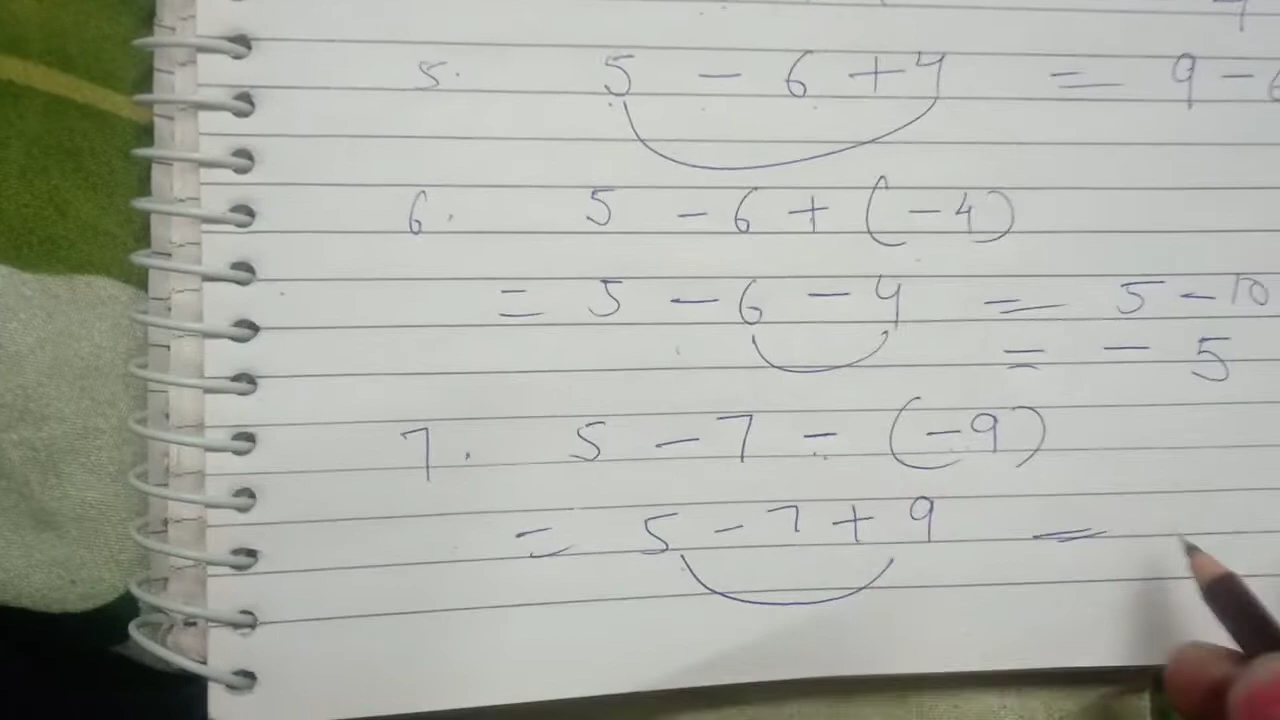 5. 5 - 6 + 4 = 9 - 6
6. 5 - 6 + (-4)
= 5 - 6 - 4 = 5 - 10
= - 5
7. 5 - 7 - (-9)
= 5 - 7 + 9 =